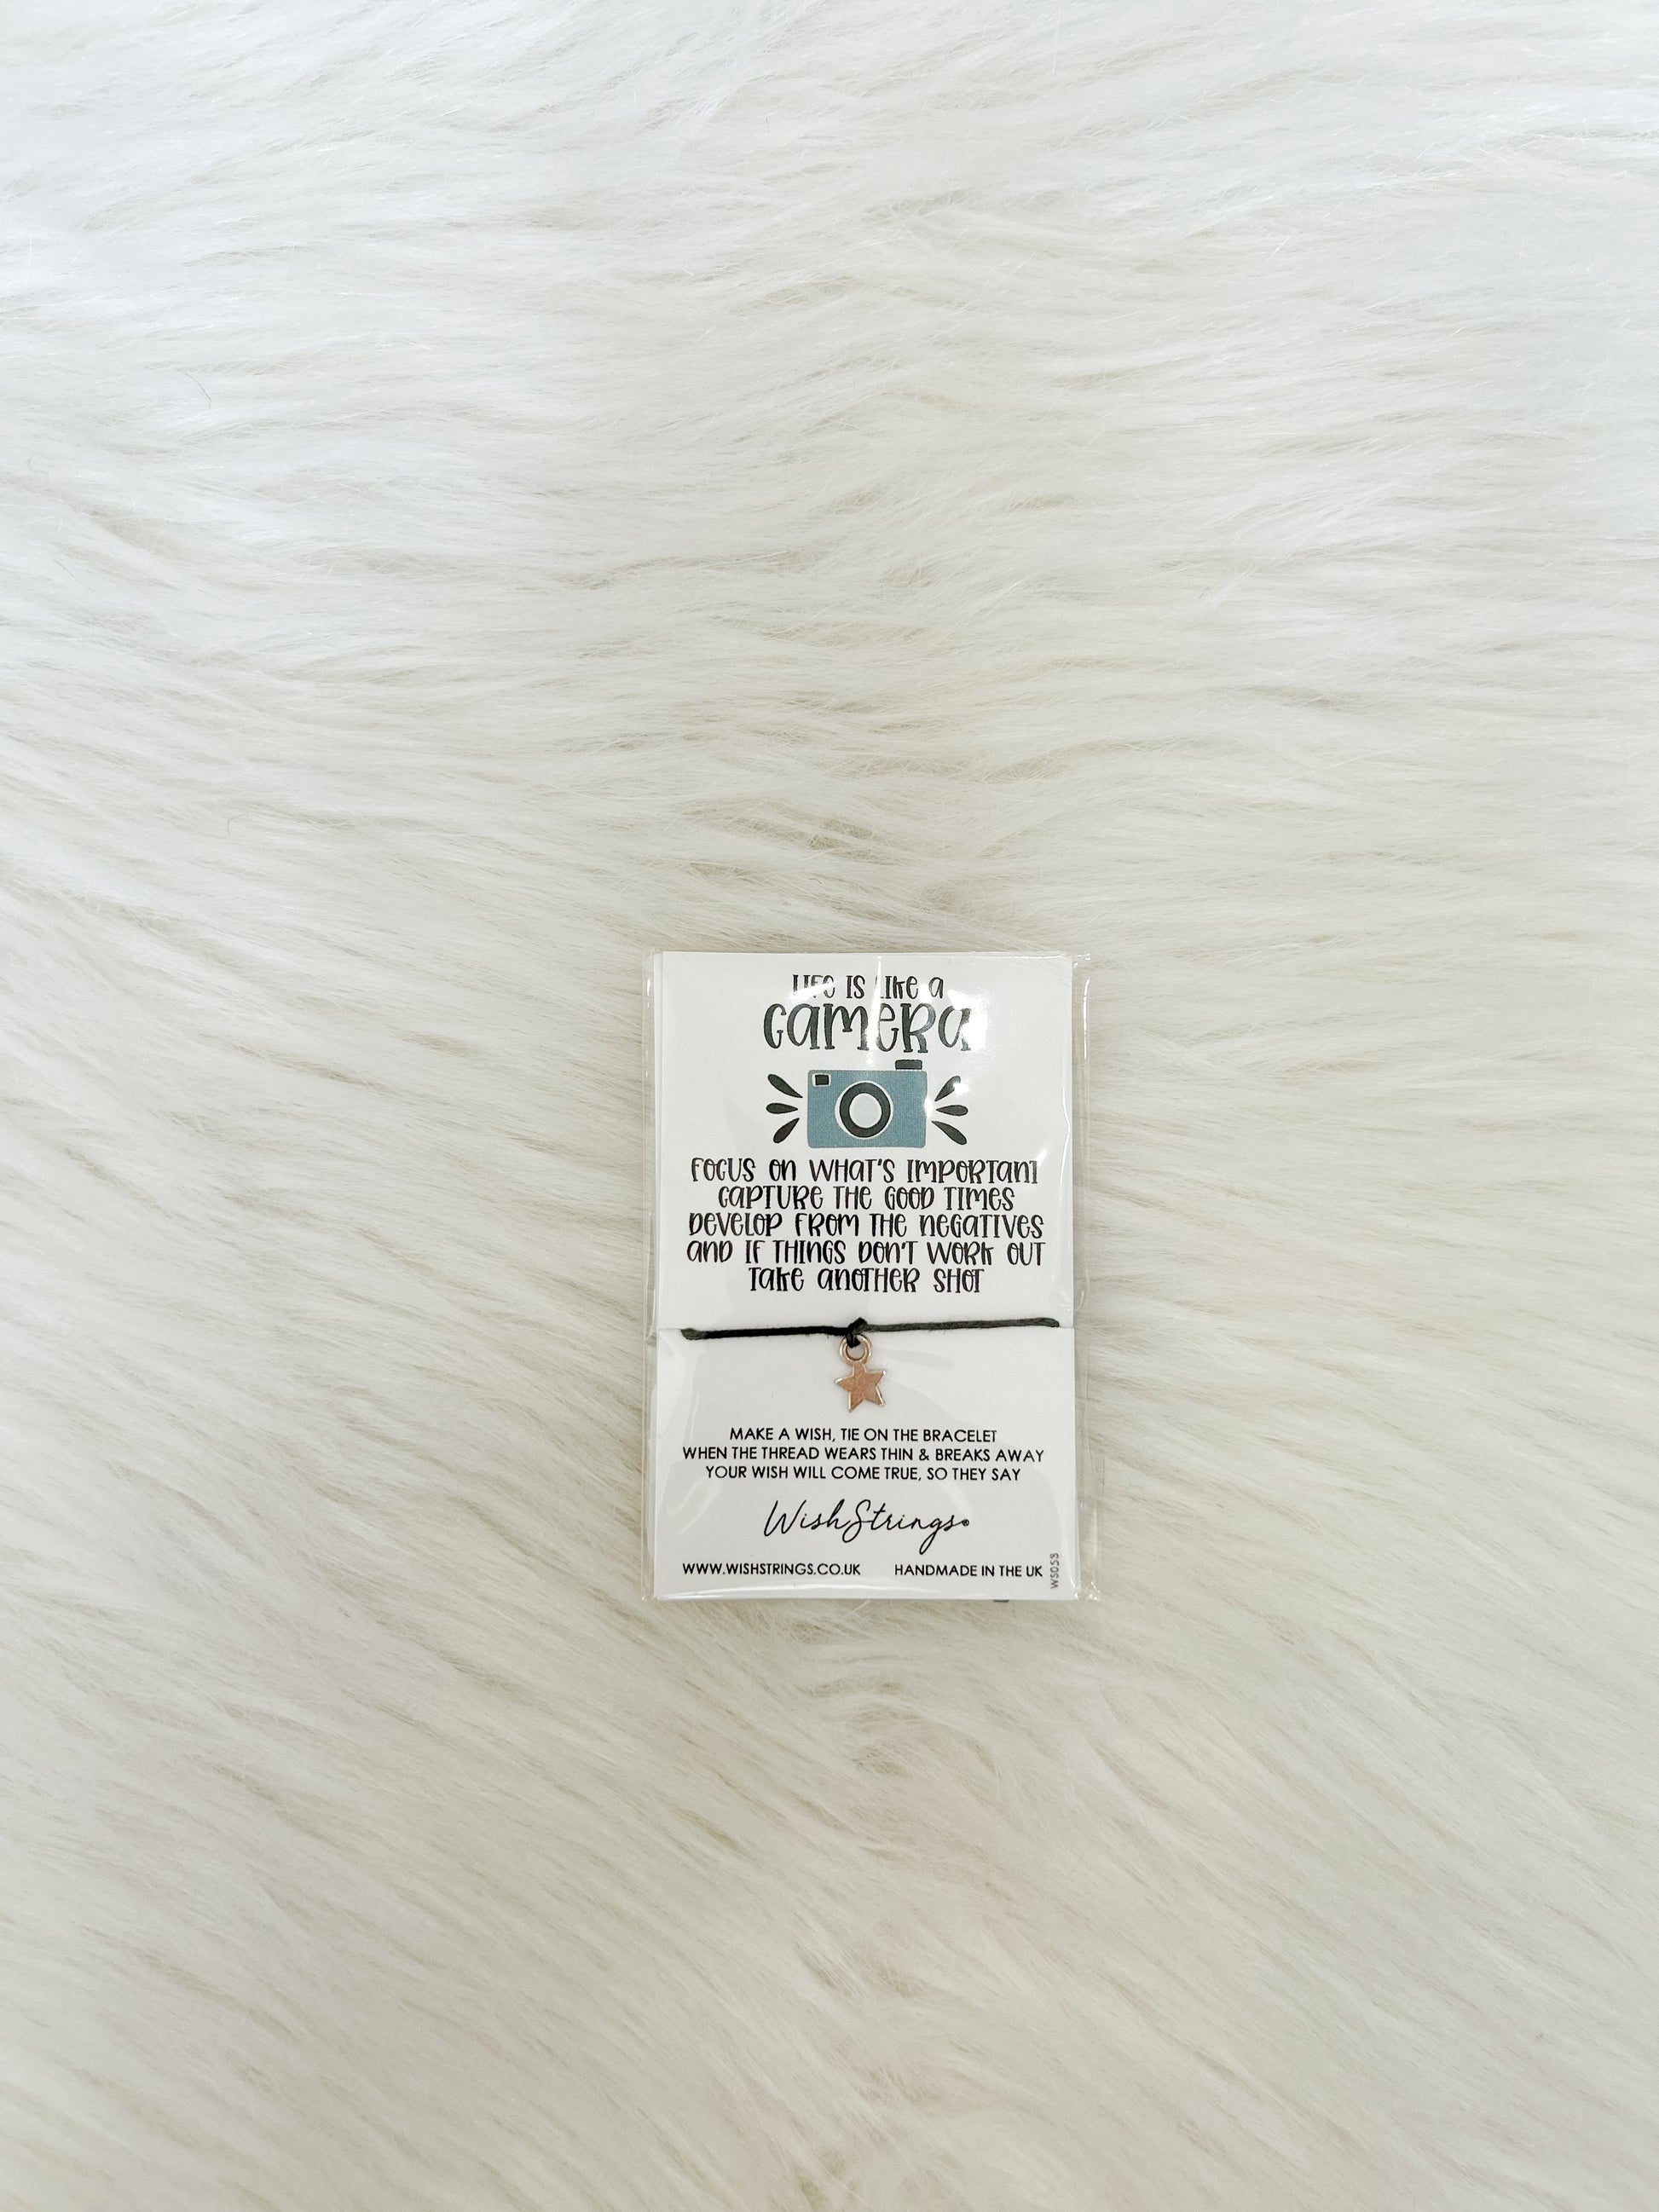 LIFE IS LIKE A
CAMERA
FOCUS ON WHAT'S IMPORTANT
CAPTURE THE GOOD TIMES
DEVELOP FROM THE NEGATIVES
AND IF THINGS DON'T WORK OUT
TAKE ANOTHER SHOT
MAKE A WISH, TIE ON THE BRACELET
WHEN THE THREAD WEARS THIN & BREAKS AWAY
YOUR WISH WILL COME TRUE, SO THEY SAY
WishStrings®
WWW.WISHSTRINGS.CO.UK HANDMADE IN THE UK
WS053